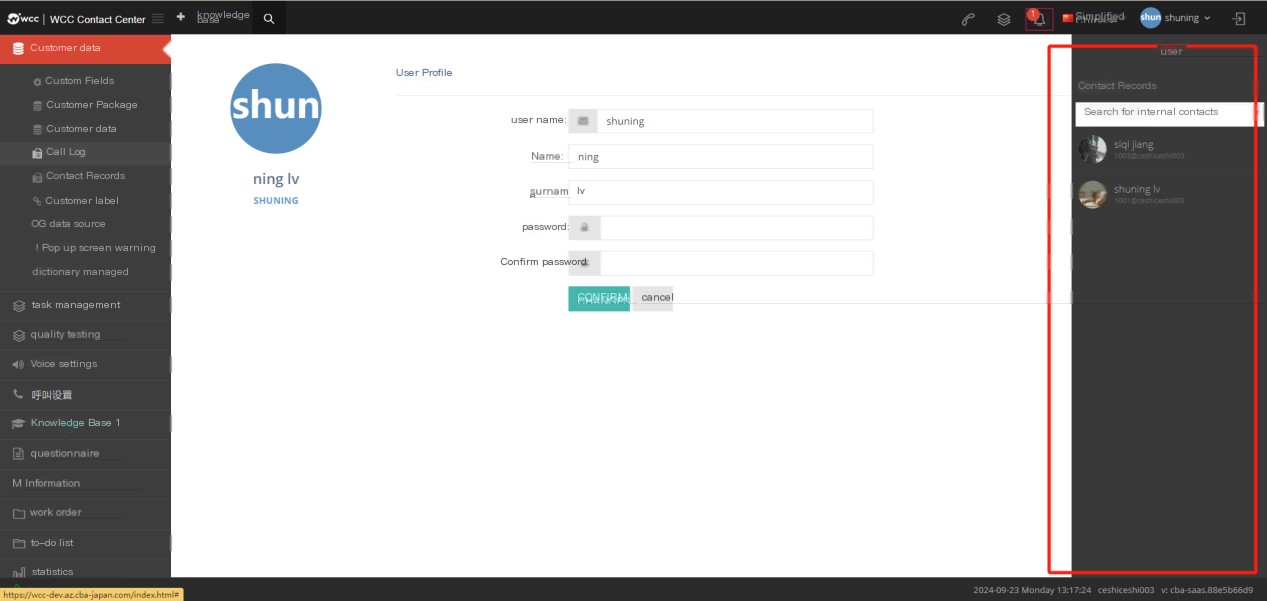 wcc | WCC Contact Center
knowledge base
1
Simplified
shun shuning
Customer data
Custom Fields
Customer Package
Customer data
Call Log
Contact Records
Customer label
OG data source
! Pop up screen warning
dictionary managed
task management
quality testing
Voice settings
呼叫设置
Knowledge Base 1
questionnaire
M Information
work order
to-do list
statistics
https://wcc-dev.az.cba-japan.com/index.html#
shun
ning lv
SHUNING
User Profile
user name: shuning
Name: ning
surnam lv
password:
Confirm password:
CONFIRM cancel
user
Contact Records
Search for internal contacts
siqi jiang
1003@ceshiceshi003
shuning lv
1001@ceshiceshi003
2024-09-23 Monday 13:17:24 ceshiceshi003 v: cba-saas.88e5b66d9